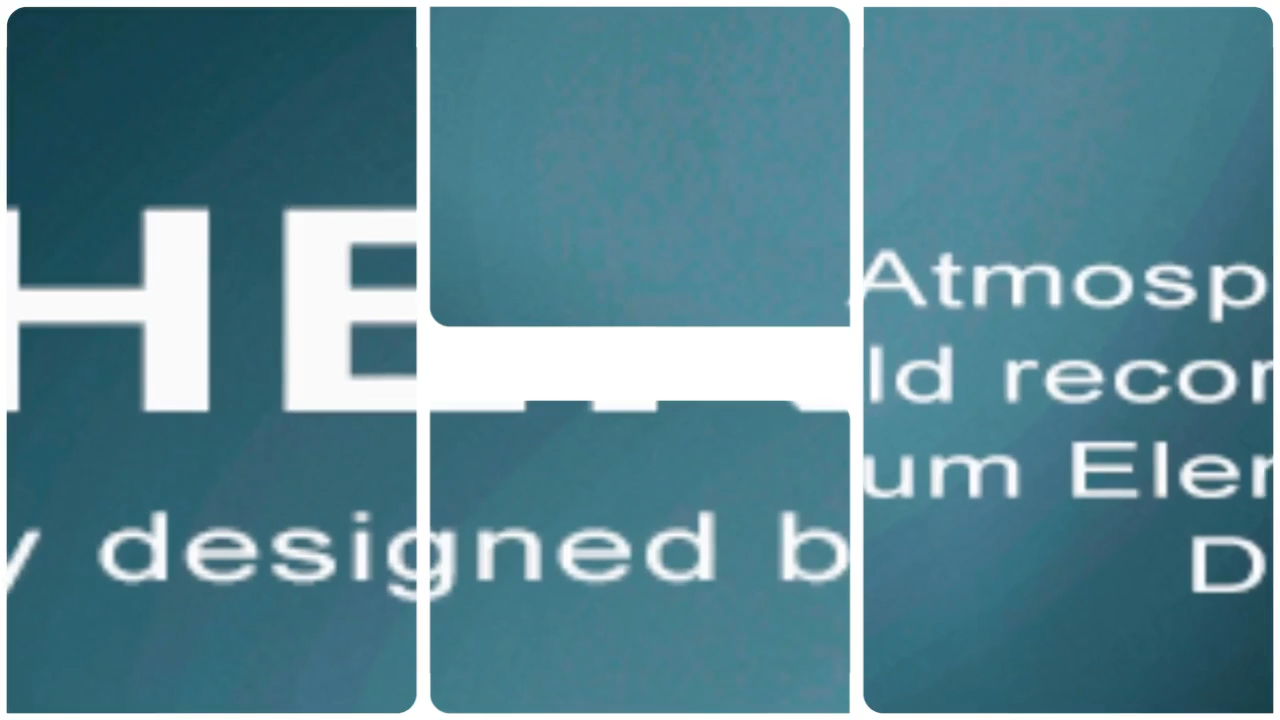 HE
y designed b
Atmosp
ld recor
um Eler
D